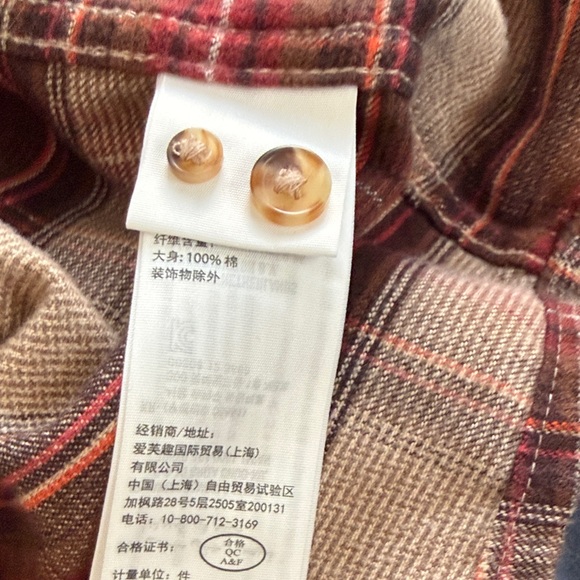 纤维含量:
大身: 100% 棉
装饰物除外
经销商/地址:
爱芙趣国际贸易(上海)
有限公司
中国（上海）自由贸易试验区
加枫路28号5层2505室200131
电话: 10-800-712-3169
合格证书:
合格
QC
A&F
计量单位: 件